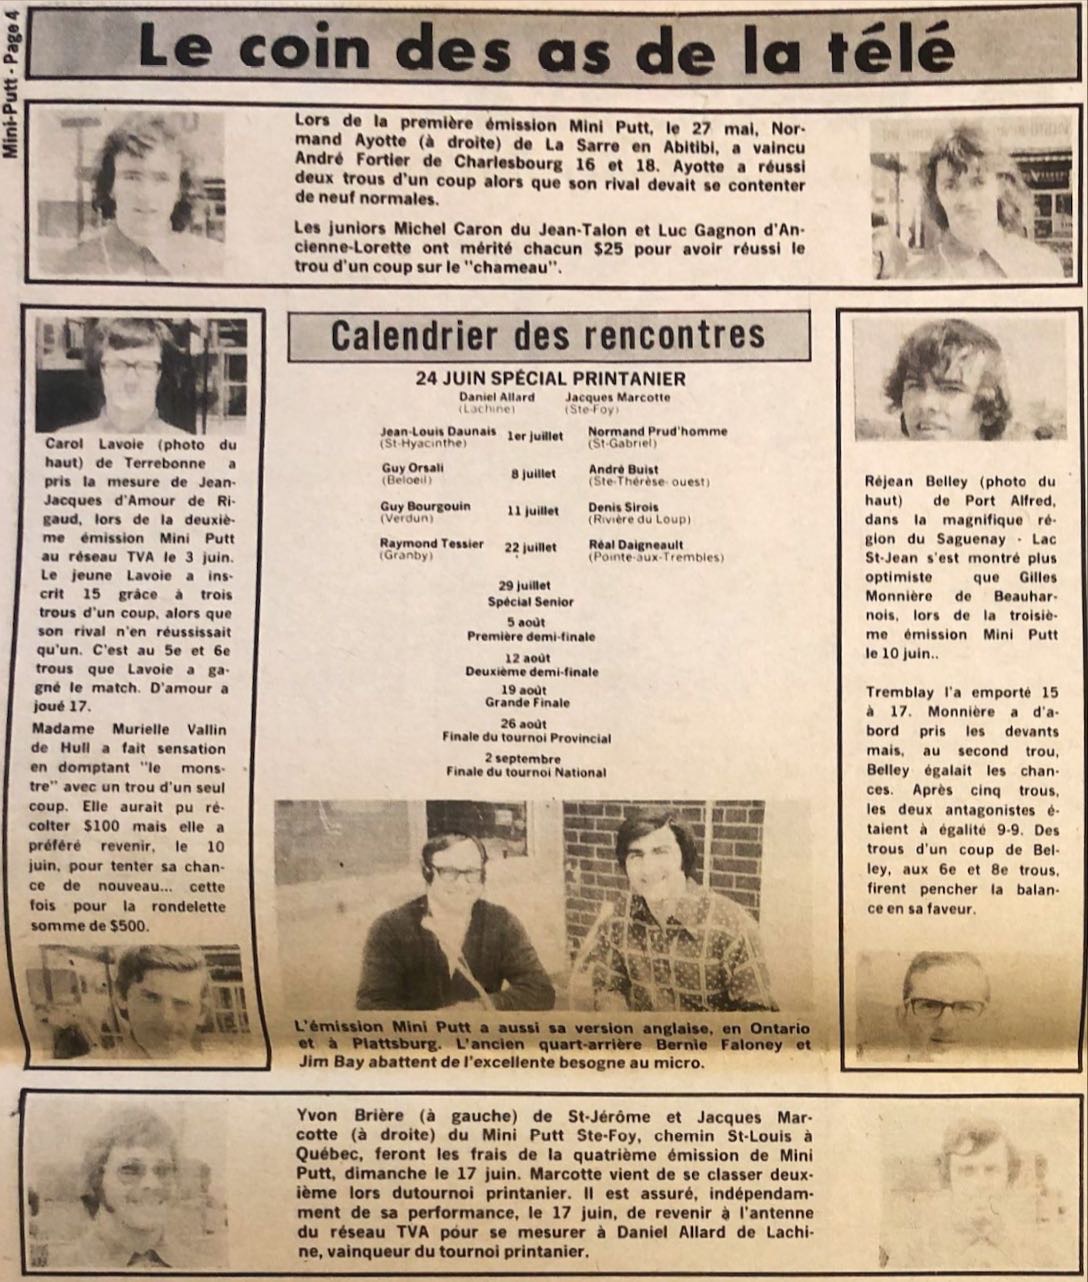 Mini-Putt - Page 4
Le coin des as de la télé
Lors de la première émission Mini Putt, le 27 mai, Nor-
mand Ayotte (à droite) de La Sarre en Abitibi, a vaincu
André Fortier de Charlesbourg 16 et 18. Ayotte a réussi
deux trous d'un coup alors que son rival devait se contenter
de neuf normales.
Les juniors Michel Caron du Jean-Talon et Luc Gagnon d'An-
cienne-Lorette ont mérité chacun $25 pour avoir réussi le
trou d'un coup sur le "chameau".
Carol Lavoie (photo du
haut) de Terrebonne a
pris la mesure de Jean-
Jacques d'Amour de Ri-
gaud, lors de la deuxiè-
me émission Mini Putt
au réseau TVA le 3 juin.
Le jeune Lavoie a ins-
crit 15 grâce à trois
trous d'un coup, alors que
son rival n'en réussissait
qu'un. C'est au 5e et 6e
trous que Lavoie a ga-
gné le match. D'amour a
joué 17.
Madame Murielle Vallin
de Hull a fait sensation
en domptant "le mons-
tre" avec un trou d'un seul
coup. Elle aurait pu ré-
colter $100 mais elle a
préféré revenir, le 10
juin, pour tenter sa chan-
ce de nouveau... cette
fois pour la rondelette
somme de $500.
Calendrier des rencontres
24 JUIN SPÉCIAL PRINTANIER
Daniel Allard Jacques Marcotte
(Lachine) (Ste-Foy)
Jean-Louis Daunais 1er juillet Normand Prud'homme
(St-Hyacinthe) (St-Gabriel)
Guy Orsali 8 juillet André Buist
(Beloeil) (Ste-Thérèse- ouest)
Guy Bourgouin 11 juillet Denis Sirois
(Verdun) (Rivière du Loup)
Raymond Tessier 22 juillet Réal Daigneault
(Granby) (Pointe-aux-Trembles)
29 juillet
Spécial Senior
5 août
Première demi-finale
12 août
Deuxième demi-finale
19 août
Grande Finale
26 août
Finale du tournoi Provincial
2 septembre
Finale du tournoi National
L'émission Mini Putt a aussi sa version anglaise, en Ontario
et à Plattsburg. L'ancien quart-arrière Bernie Faloney et
Jim Bay abattent de l'excellente besogne au micro.
Réjean Belley (photo du
haut) de Port Alfred,
dans la magnifique ré-
gion du Saguenay - Lac
St-Jean s'est montré plus
optimiste que Gilles
Monnière de Beauhar-
nois, lors de la troisiè-
me émission Mini Putt
le 10 juin..
Tremblay l'a emporté 15
à 17. Monnière a d'a-
bord pris les devants
mais, au second trou,
Belley égalait les chan-
ces. Après cinq trous,
les deux antagonistes é-
taient à égalité 9-9. Des
trous d'un coup de Bel-
ley, aux 6e et 8e trous,
firent pencher la balan-
ce en sa faveur.
Yvon Brière (à gauche) de St-Jérôme et Jacques Mar-
cotte (à droite) du Mini Putt Ste-Foy, chemin St-Louis à
Québec, feront les frais de la quatrième émission de Mini
Putt, dimanche le 17 juin. Marcotte vient de se classer deux-
ième lors dutournoi printanier. Il est assuré, indépendam-
ment de sa performance, le 17 juin, de revenir à l'antenne
du réseau TVA pour se mesurer à Daniel Allard de Lachi-
ne, vainqueur du tournoi printanier.